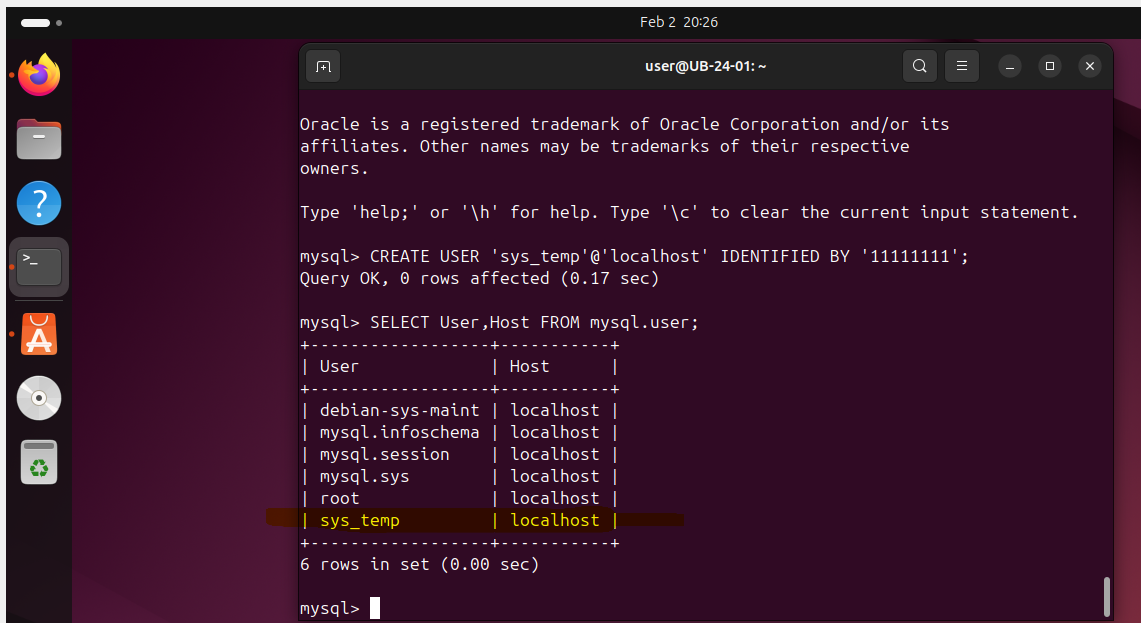 Feb 2  20:26
user@UB-24-01: ~
Oracle is a registered trademark of Oracle Corporation and/or its
affiliates. Other names may be trademarks of their respective
owners.
Type 'help;' or '\h' for help. Type '\c' to clear the current input statement.
mysql> CREATE USER 'sys_temp'@'localhost' IDENTIFIED BY '11111111';
Query OK, 0 rows affected (0.17 sec)
mysql> SELECT User,Host FROM mysql.user;
+------------------+-----------+
| User             | Host      |
+------------------+-----------+
| debian-sys-maint | localhost |
| mysql.infoschema | localhost |
| mysql.session    | localhost |
| mysql.sys        | localhost |
| root             | localhost |
| sys_temp         | localhost |
+------------------+-----------+
6 rows in set (0.00 sec)
mysql>